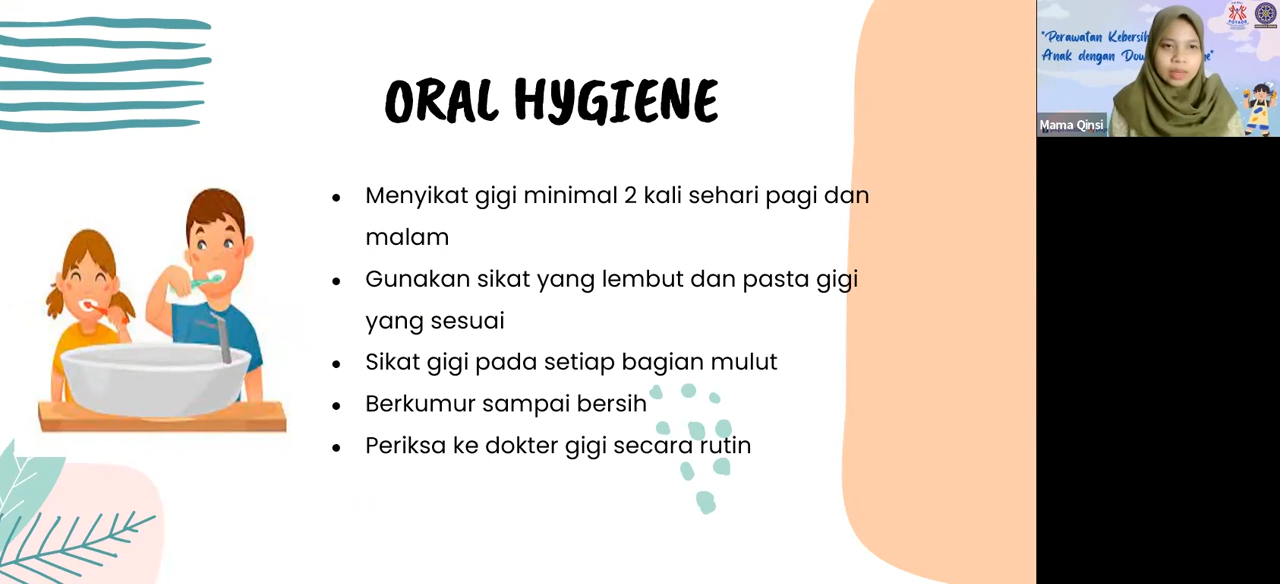 ORAL HYGIENE
• Menyikat gigi minimal 2 kali sehari pagi dan
malam
• Gunakan sikat yang lembut dan pasta gigi
yang sesuai
• Sikat gigi pada setiap bagian mulut
• Berkumur sampai bersih
• Periksa ke dokter gigi secara rutin
"Perawatan
Anak dengan
Mama Qinsi